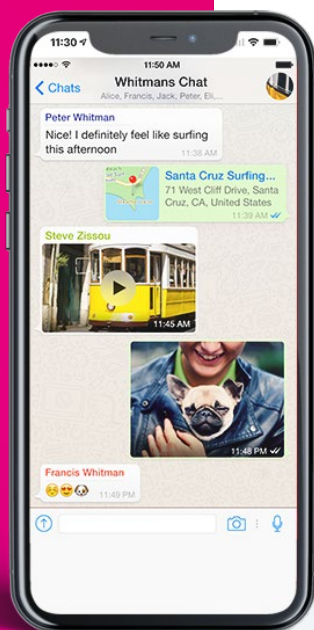 11:30
11:50 AM
Chats
Whitmans Chat
Alice, Francis, Jack, Peter, Eli,...
Peter Whitman
Nice! I definitely feel like surfing
this afternoon
11:38 AM
Santa Cruz Surfing...
71 West Cliff Drive, Santa
Cruz, CA, United States
11:39 AM
Steve Zissou
11:45 AM
11:48 PM
Francis Whitman
😚😍🐶
11:49 PM